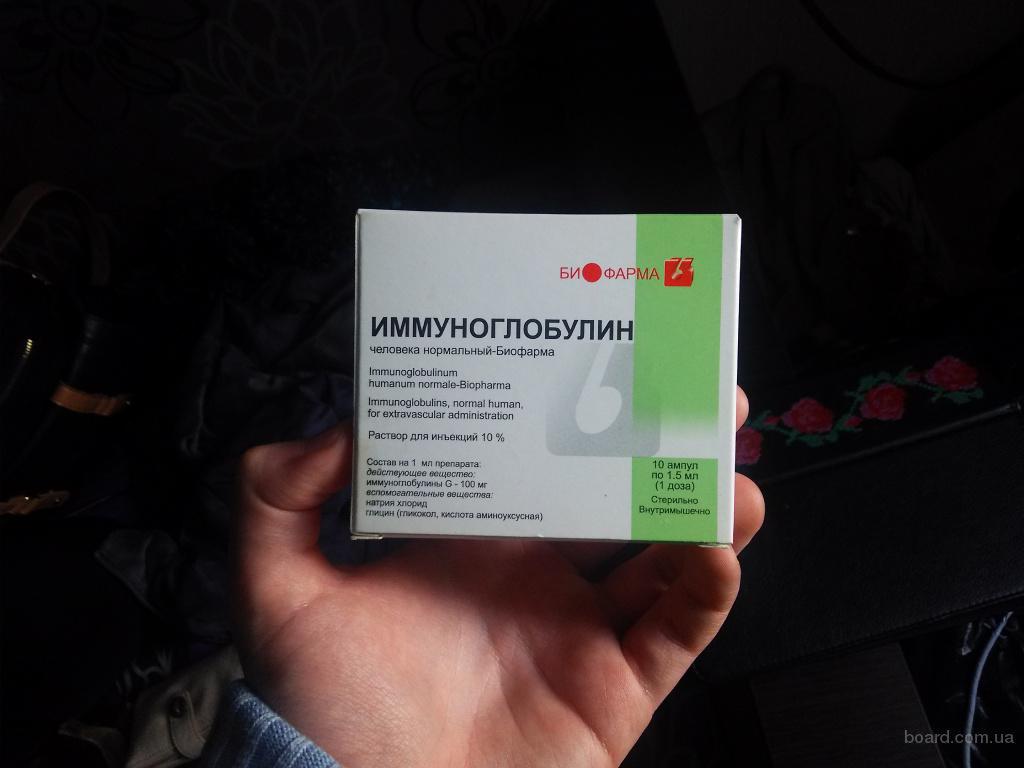 БИОФАРМА
ИММУНОГЛОБУЛИН
человека нормальный-Биофарма
Immunoglobulinum
humanum normale-Biopharma
Immunoglobulins, normal human,
for extravascular administration
Раствор для инъекций 10 %
Состав на 1 мл препарата:
действующее вещество:
иммуноглобулины G - 100 мг
вспомогательные вещества:
натрия хлорид
глицин (гликокол, кислота аминоуксусная)
10 ампул
по 1.5 мл
(1 доза)
Стерильно
Внутримышечно
board.com.ua